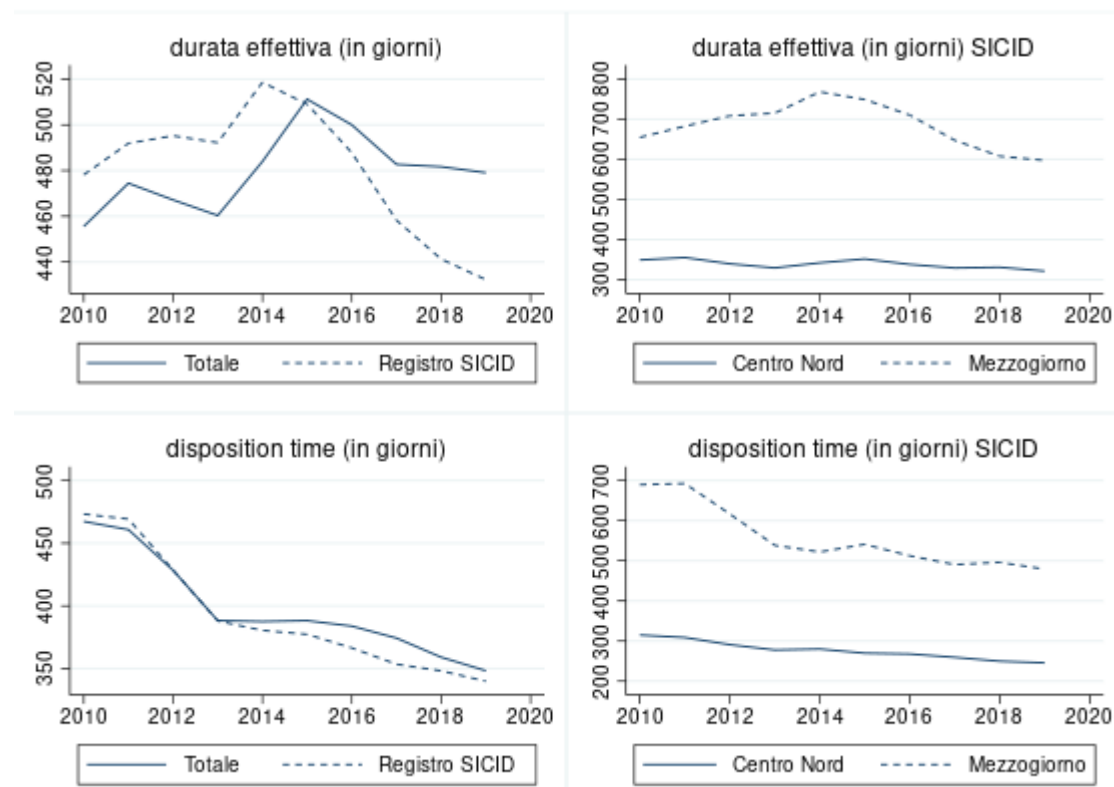 durata effettiva (in giorni)
520
500
480
460
440
2010 2012 2014 2016 2018 2020
Totale Registro SICID
durata effettiva (in giorni) SICID
800
700
600
500
400
300
2010 2012 2014 2016 2018 2020
Centro Nord Mezzogiorno
disposition time (in giorni)
500
450
400
350
2010 2012 2014 2016 2018 2020
Totale Registro SICID
disposition time (in giorni) SICID
700
600
500
400
300
200
2010 2012 2014 2016 2018 2020
Centro Nord Mezzogiorno